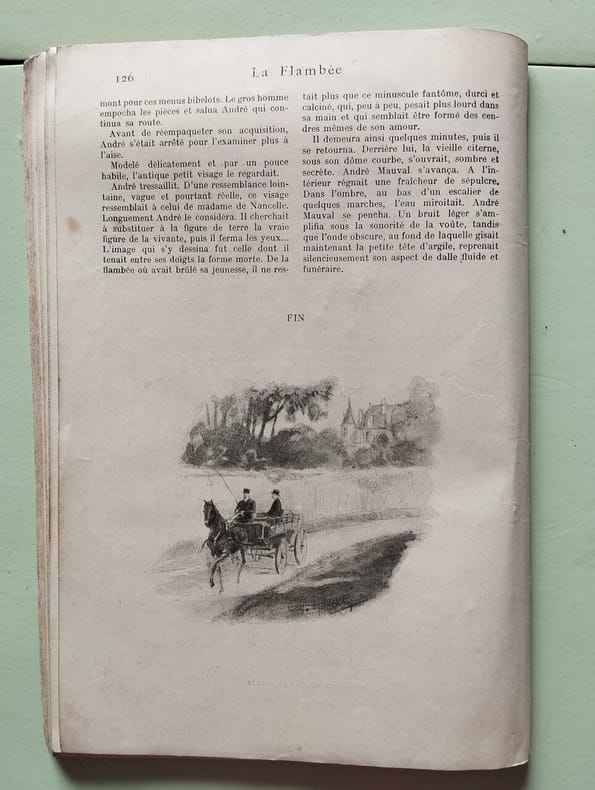 126
La Flambée
mont pour ces menus bibelots. Le gros homme
empocha les pièces et salua André qui con-
tinua sa route.
Avant de réempaqueter son acquisition,
André s'était arrêté pour l'examiner plus à
l'aise.
Modelé délicatement et par un pouce
habile, l'antique petit visage le regardait.
André tressaillit. D'une ressemblance loin-
taine, vague et pourtant réelle, ce visage
ressemblait à celui de madame de Nancelle.
Longuement André le considéra. Il cherchait
à substituer à la figure de terre la vraie
figure de la vivante, puis il ferma les yeux...
L'image qui s'y dessina fut celle dont il
tenait entre ses doigts la forme morte. De la
flambée où avait brûlé sa jeunesse, il ne res-
tait plus que ce minuscule fantôme, durci et
calciné, qui, peu à peu, pesait plus lourd dans
sa main et qui semblait être formé des cen-
dres mêmes de son amour.
Il demeura ainsi quelques minutes, puis il
se retourna. Derrière lui, la vieille citerne,
sous son dôme courbe, s'ouvrait, sombre et
secrète. André Mauval s'avança. A l'in-
térieur régnait une fraîcheur de sépulcre.
Dans l'ombre, au bas d'un escalier de
quelques marches, l'eau miroitait. André
Mauval se pencha. Un bruit léger s'am-
plifia sous la sonorité de la voûte, tandis
que l'onde obscure, au fond de laquelle gisait
maintenant la petite tête d'argile, reprenait
silencieusement son aspect de dalle fluide et
funéraire.
FIN